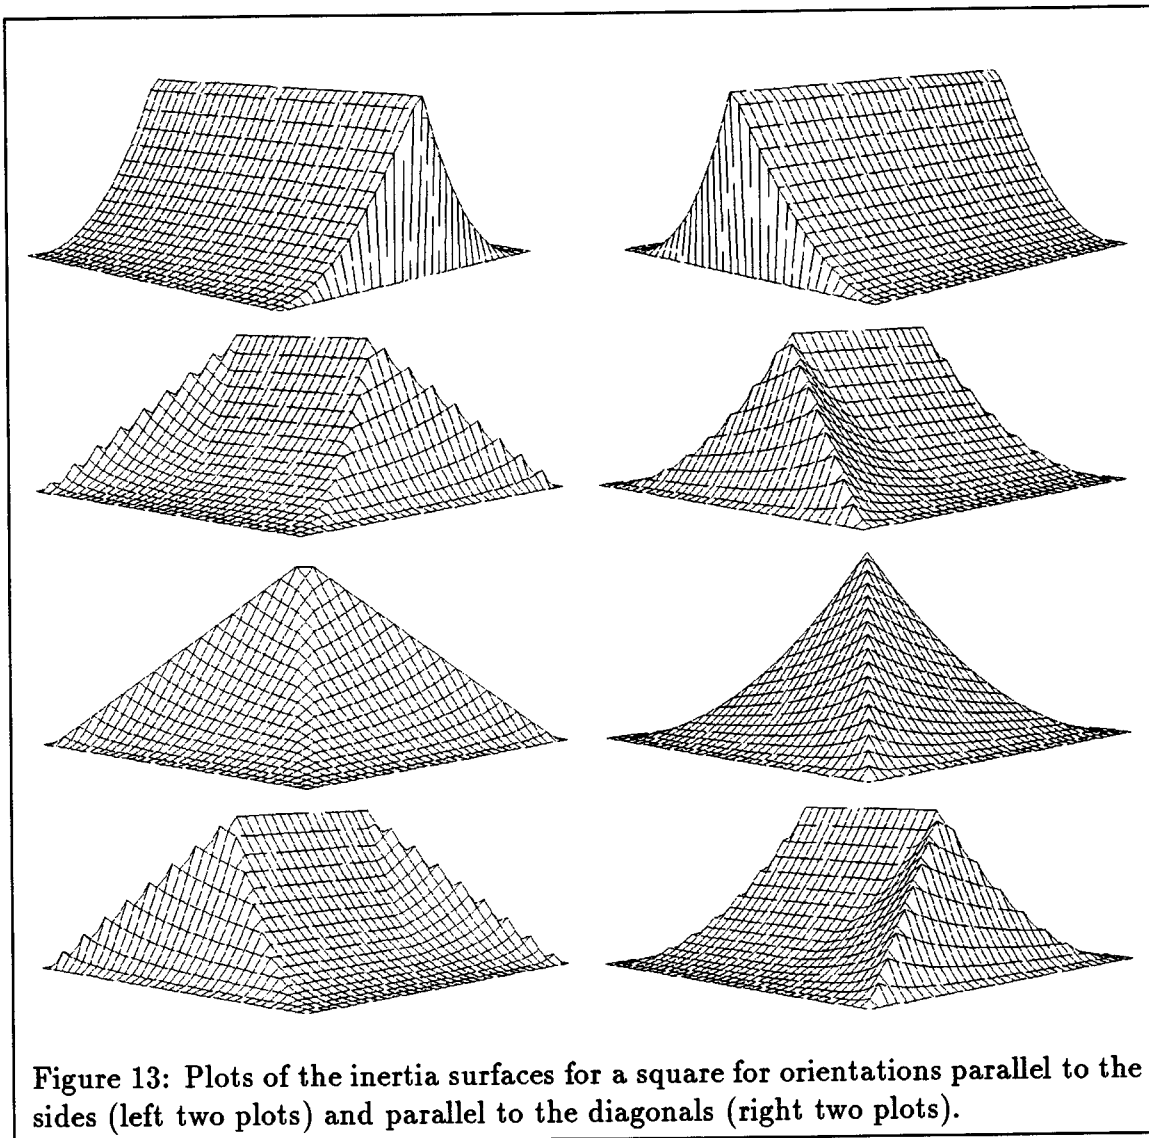 Figure 13: Plots of the inertia surfaces for a square for orientations parallel to the
sides (left two plots) and parallel to the diagonals (right two plots).